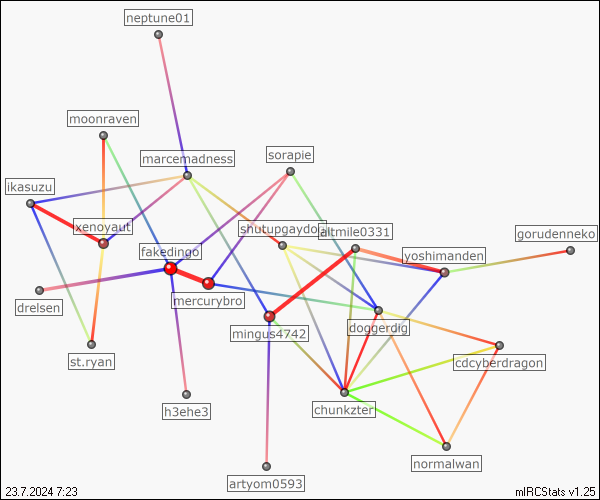 neptune01
moonraven
marcemadness
sorapie
ikasuzu
xenoyaut
shutupgaydo
altmile0331
gorudenneko
fakedingo
yoshimanden
drelsen
mercurybro
mingus4742
doggerdig
st.ryan
cdcyberdragon
h3ehe3
chunkzter
normalwan
artyom0593
23.7.2024 7:23
mIRCStats v1.25